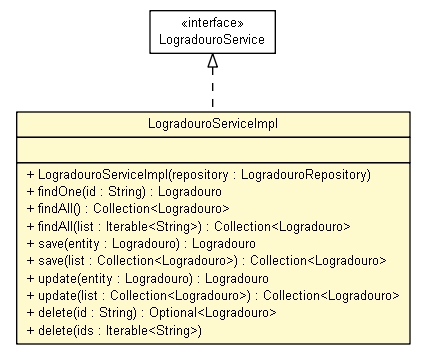 «interface»
LogradouroService
LogradouroServiceImpl
+ LogradouroServiceImpl(repository : LogradouroRepository)
+ findOne(id : String) : Logradouro
+ findAll() : Collection<Logradouro>
+ findAll(list : Iterable<String>) : Collection<Logradouro>
+ save(entity : Logradouro) : Logradouro
+ save(list : Collection<Logradouro>) : Collection<Logradouro>
+ update(entity : Logradouro) : Logradouro
+ update(list : Collection<Logradouro>) : Collection<Logradouro>
+ delete(id : String) : Optional<Logradouro>
+ delete(ids : Iterable<String>)